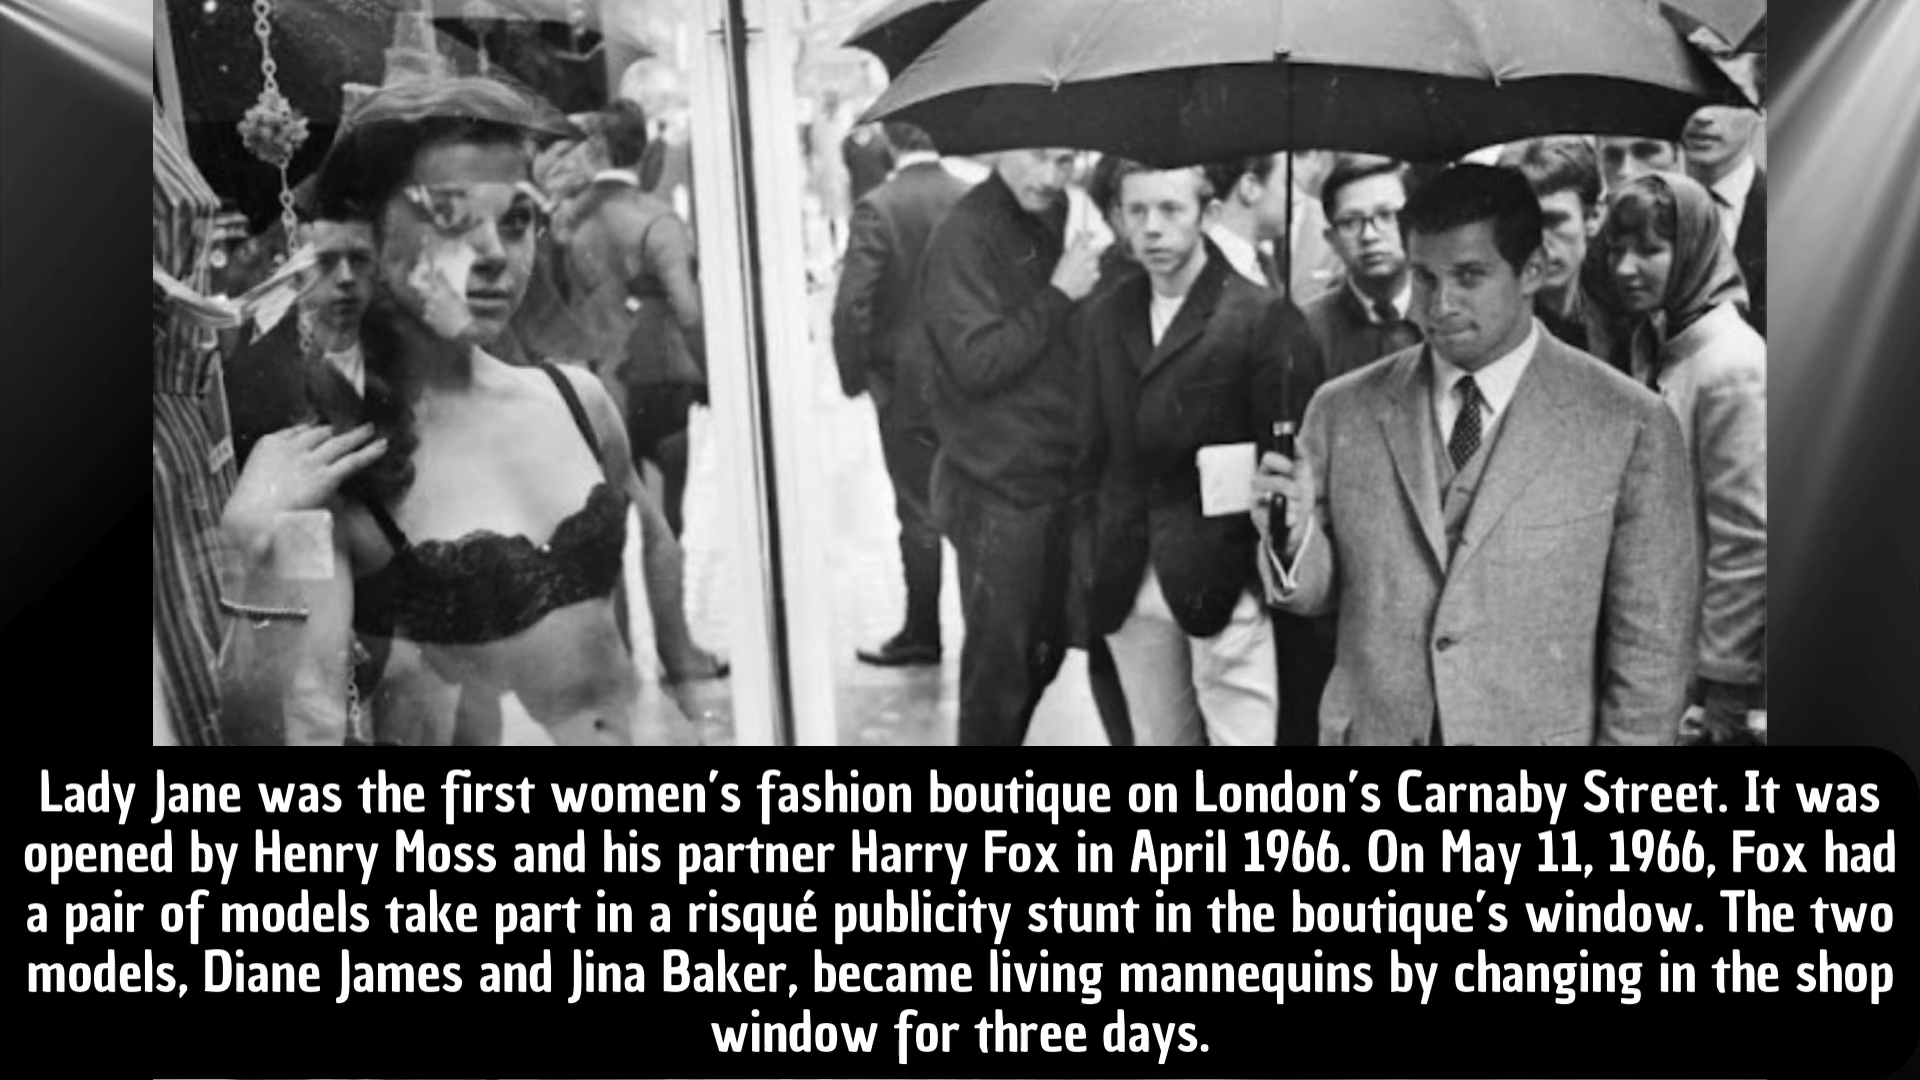 Lady Jane was the first women's fashion boutique on London's Carnaby Street. It was
opened by Henry Moss and his partner Harry Fox in April 1966. On May 11, 1966, Fox had
a pair of models take part in a risqué publicity stunt in the boutique's window. The two
models, Diane James and Jina Baker, became living mannequins by changing in the shop
window for three days.